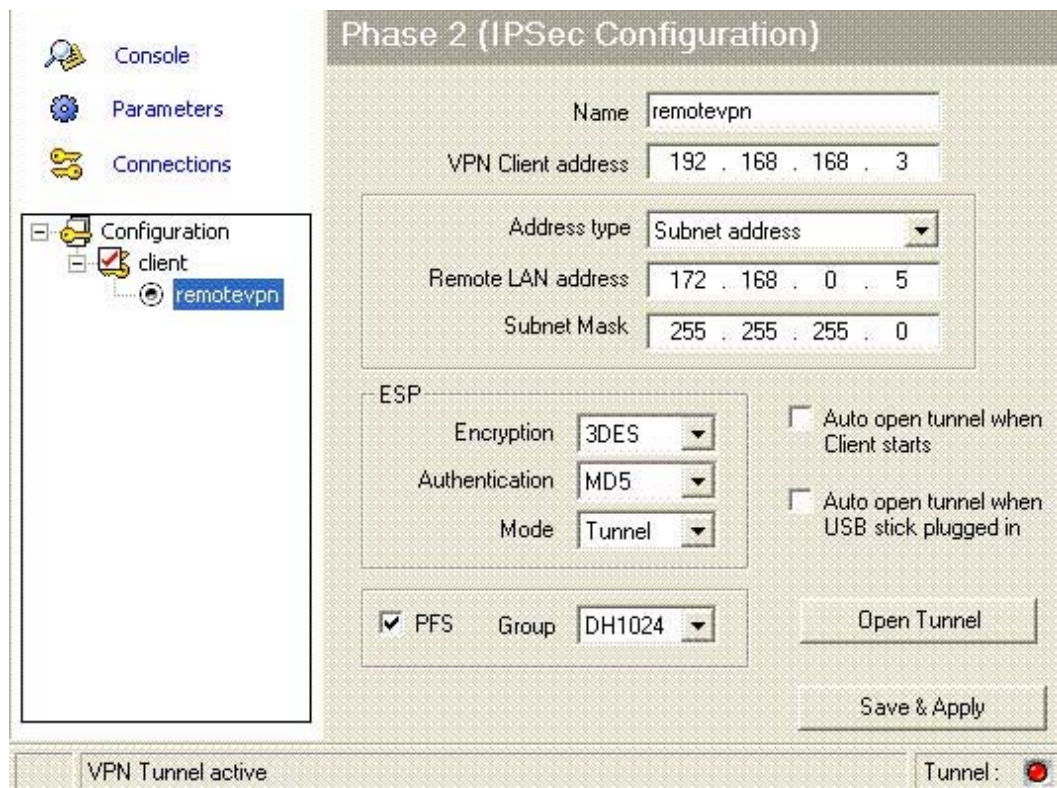 Console
Parameters
Connections
Configuration
client
remotevpn
Phase 2 (IPSec Configuration)
Name remotevpn
VPN Client address 192 . 168 . 168 . 3
Address type Subnet address
Remote LAN address 172 . 168 . 0 . 5
Subnet Mask 255 . 255 . 255 . 0
ESP
Encryption 3DES
Authentication MD5
Mode Tunnel
Auto open tunnel when
Client starts
Auto open tunnel when
USB stick plugged in
PFS Group DH1024
Open Tunnel
Save & Apply
VPN Tunnel active
Tunnel :